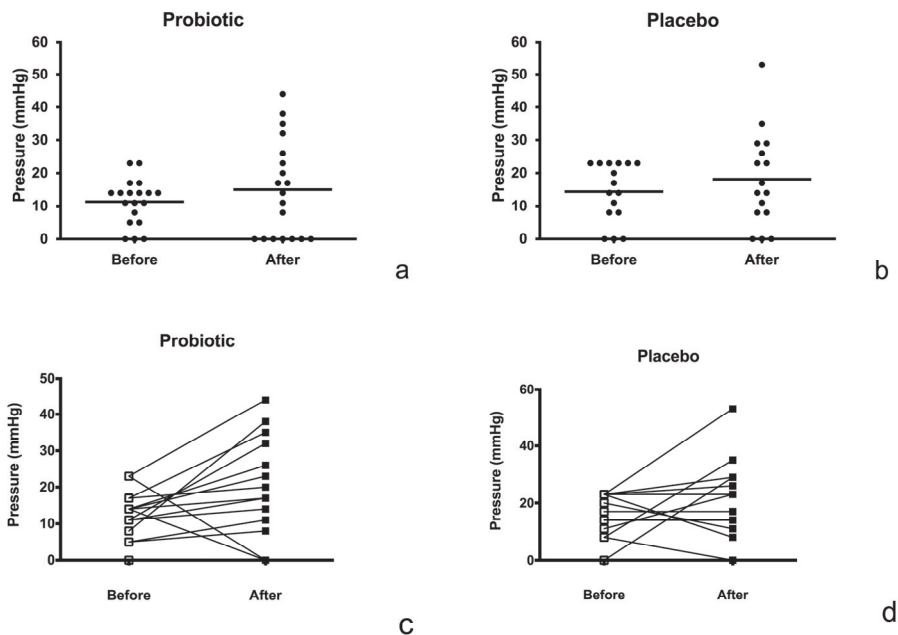 Probiotic
60
50
40
30
20
10
0
Pressure (mmHg)
Before
After
a
Placebo
60
50
40
30
20
10
0
Pressure (mmHg)
Before
After
b
Probiotic
50
40
30
20
10
0
Pressure (mmHg)
Before
After
c
Placebo
60
40
20
0
Pressure (mmHg)
Before
After
d